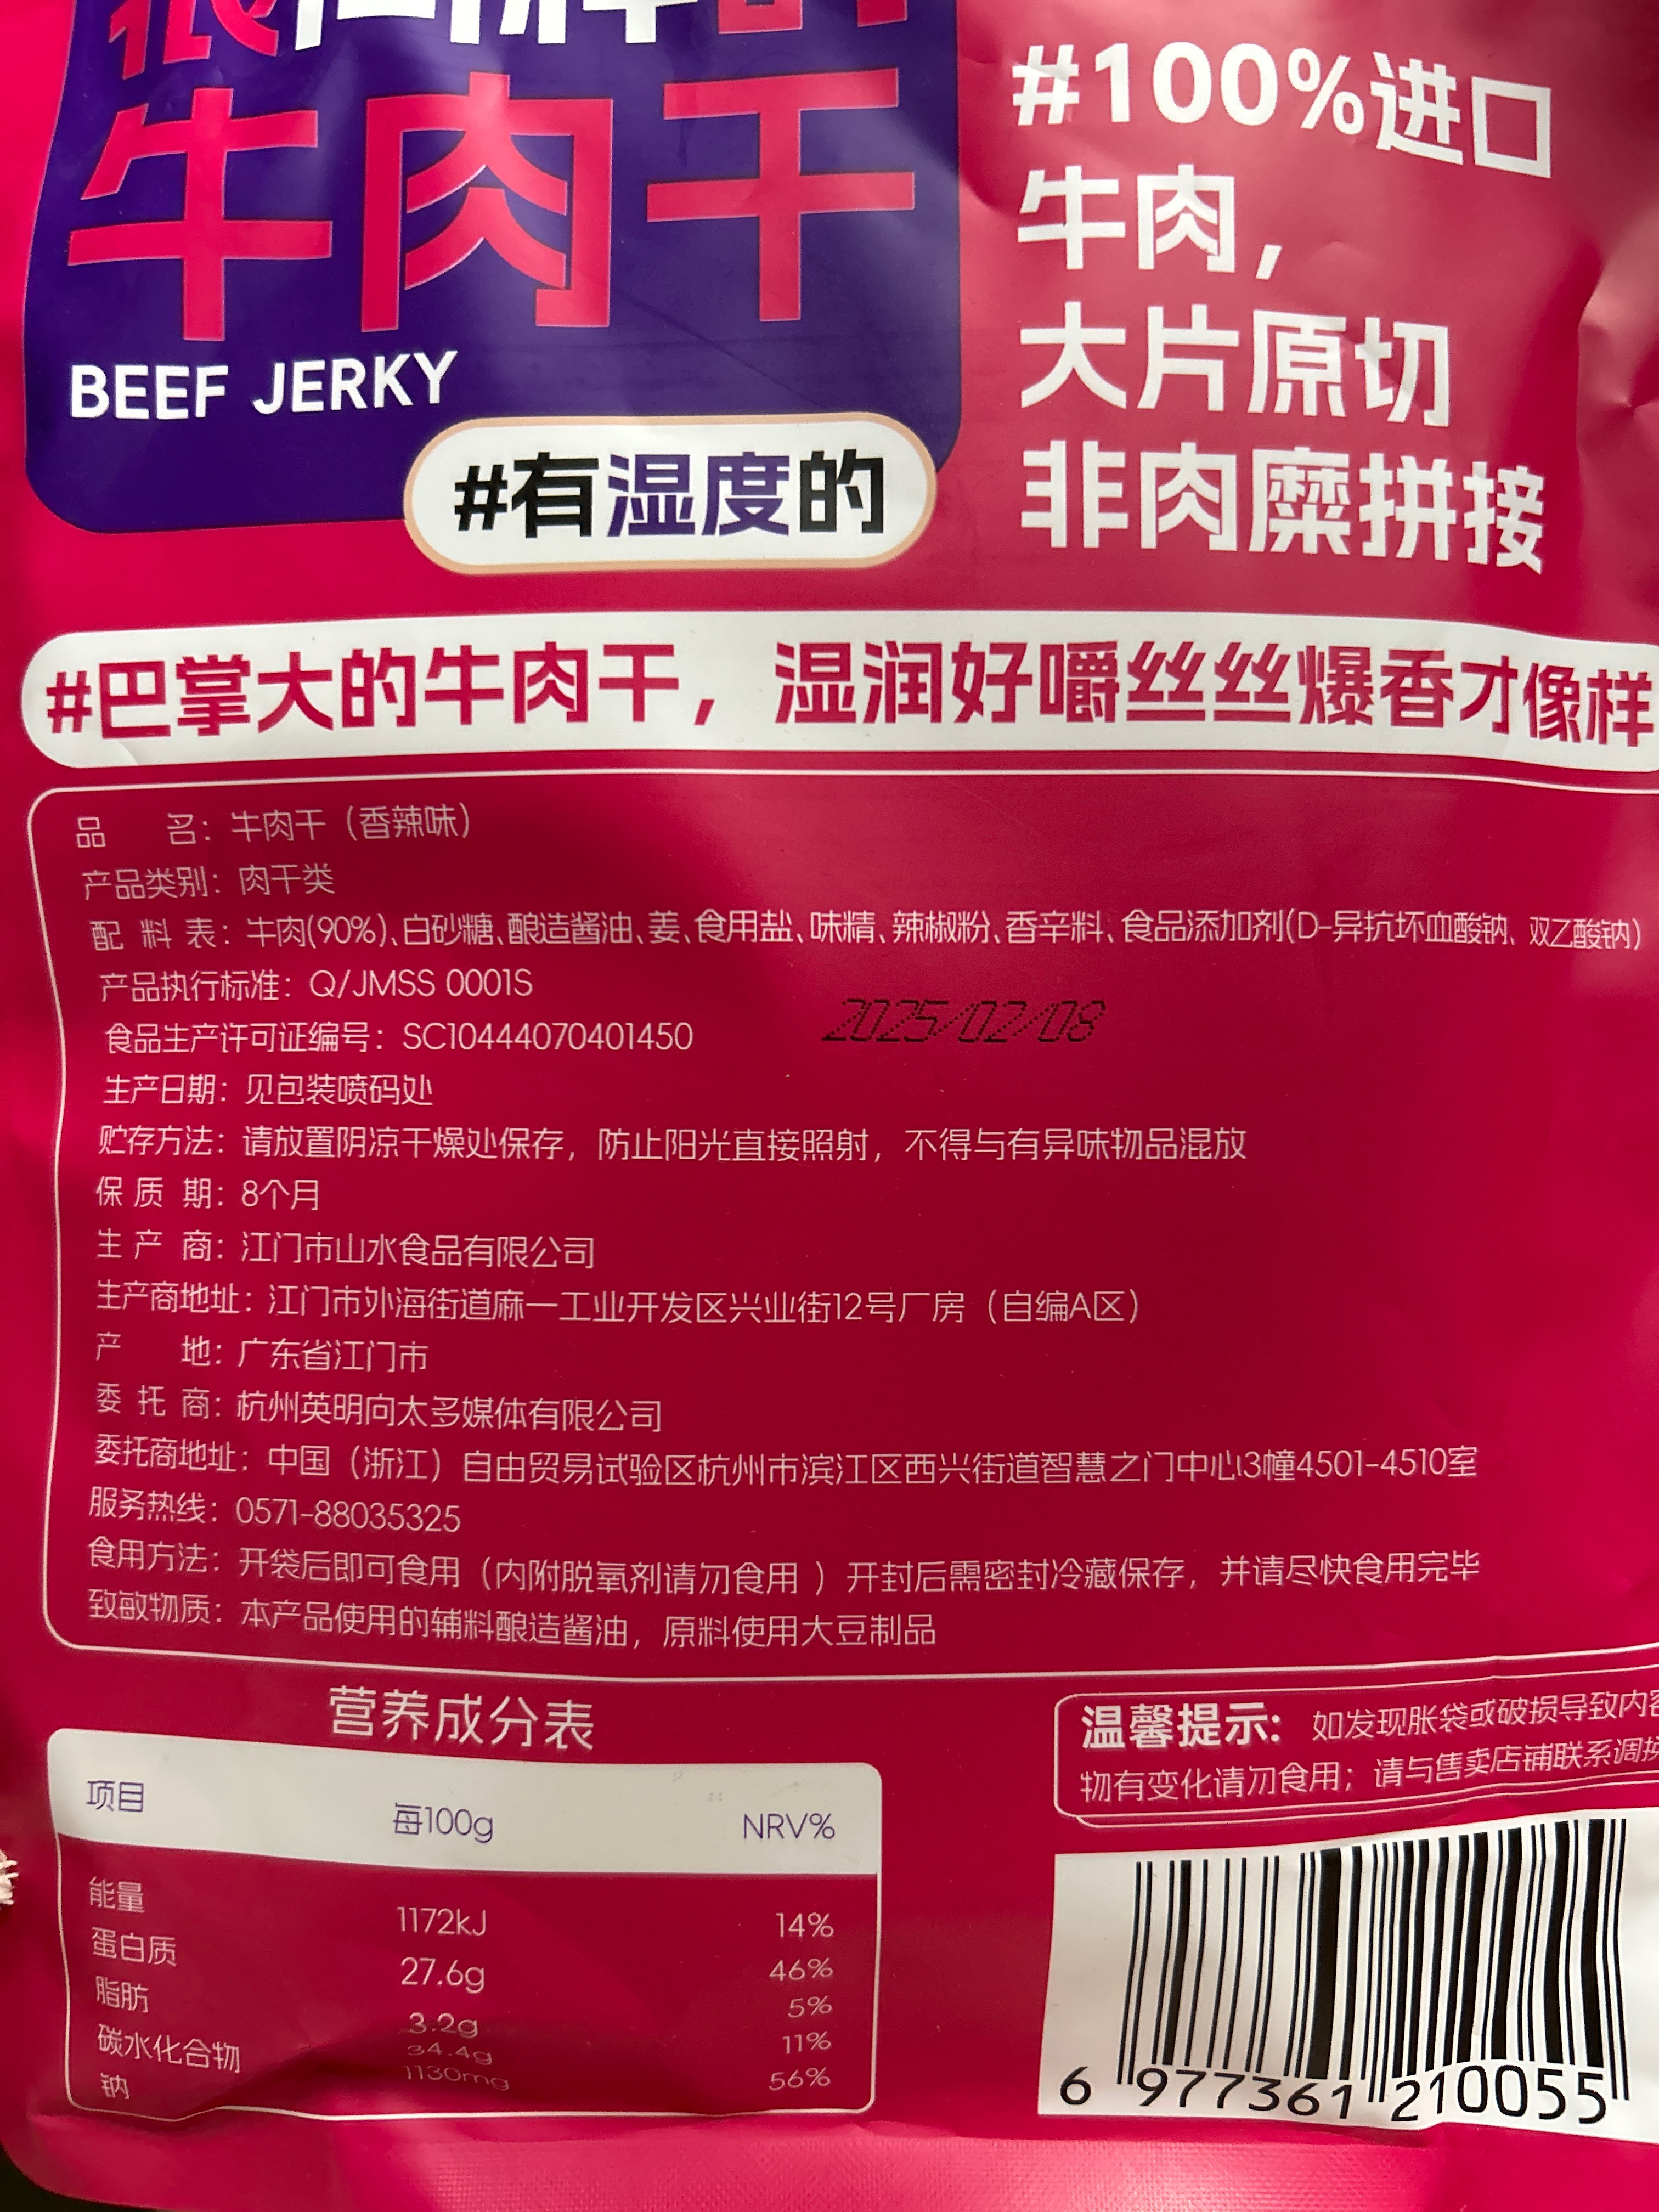 牛肉干
BEEF JERKY
#有湿度的
#100%进口
牛肉,
大片原切
非肉糜拼接
#巴掌大的牛肉干，湿润好嚼丝丝爆香才像样
品 名：牛肉干（香辣味）
产品类别：肉干类
配 料 表：牛肉(90%)、白砂糖、酿造酱油、姜、食用盐、味精、辣椒粉、香辛料、食品添加剂(D-异抗坏血酸钠、双乙酸钠)
产品执行标准：Q/JMSS 0001S
食品生产许可证编号：SC10444070401450
2025/02/08
生产日期：见包装喷码处
贮存方法：请放置阴凉干燥处保存，防止阳光直接照射，不得与有异味物品混放
保 质 期：8个月
生 产 商：江门市山水食品有限公司
生产商地址：江门市外海街道麻一工业开发区兴业街12号厂房（自编A区）
产 地：广东省江门市
委 托 商：杭州英明向太多媒体有限公司
委托商地址：中国（浙江）自由贸易试验区杭州市滨江区西兴街道智慧之门中心3幢4501-4510室
服务热线：0571-88035325
食用方法：开袋后即可食用（内附脱氧剂请勿食用 ）开封后需密封冷藏保存，并请尽快食用完毕
致敏物质：本产品使用的辅料酿造酱油，原料使用大豆制品
营养成分表
项目 每100g NRV%
能量 1172kJ 14%
蛋白质 27.6g 46%
脂肪 3.2g 5%
碳水化合物 34.4g 11%
钠 1130mg 56%
温馨提示: 如发现胀袋或破损导致内容
物有变化请勿食用；请与售卖店铺联系调换
6 977361 210055